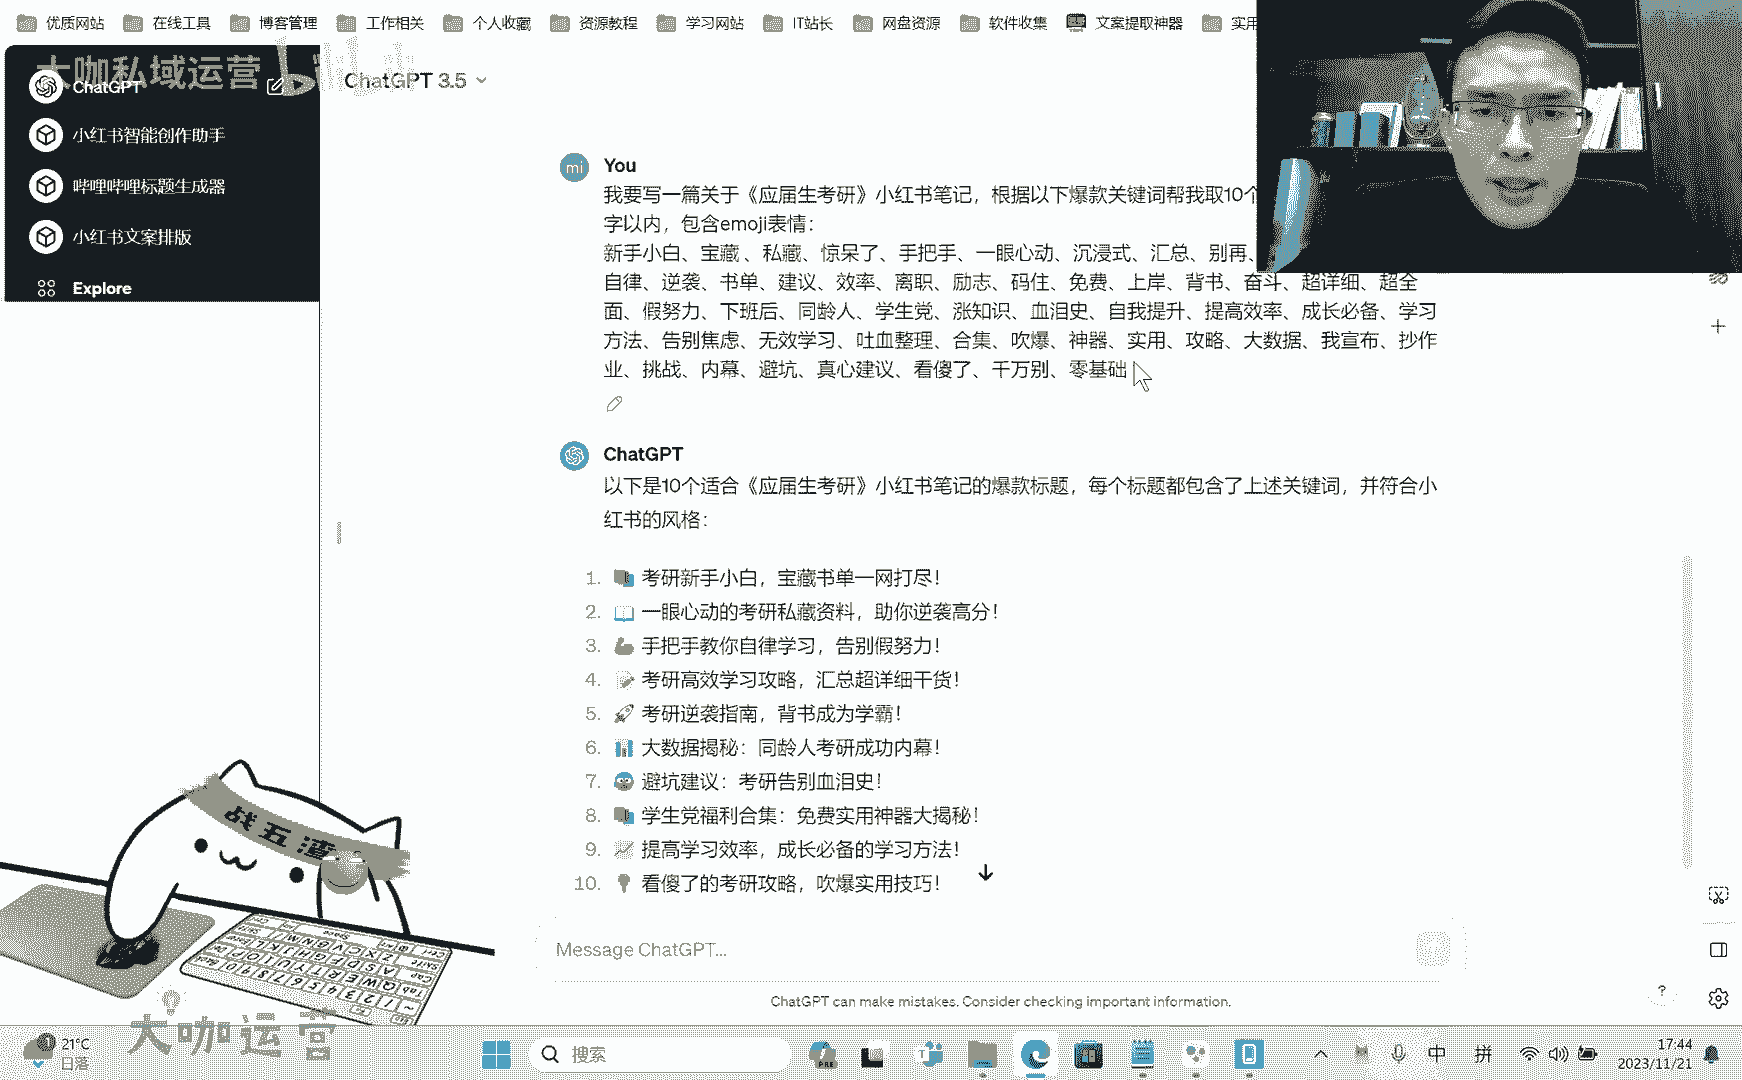 优质网站 在线工具 博客管理 工作相关 个人收藏 资源教程 学习网站 IT站长 网盘资源 软件收集 文案提取神器 实用
大咖私域运营
ChatGPT
小红书智能创作助手
哔哩哔哩标题生成器
小红书文案排版
Explore
ChatGPT 3.5
You
mi
我要写一篇关于《应届生考研》小红书笔记，根据以下爆款关键词帮我取10个
字以内，包含emoji表情：
新手小白、宝藏 、私藏、惊呆了、手把手、一眼心动、沉浸式、汇总、别再、
自律、逆袭、书单、建议、效率、离职、励志、码住、免费、上岸、背书、奋斗、超详细、超全
面、假努力、下班后、同龄人、学生党、涨知识、血泪史、自我提升、提高效率、成长必备、学习
方法、告别焦虑、无效学习、吐血整理、合集、吹爆、神器、实用、攻略、大数据、我宣布、抄作
业、挑战、内幕、避坑、真心建议、看傻了、千万别、零基础
ChatGPT
以下是10个适合《应届生考研》小红书笔记的爆款标题，每个标题都包含了上述关键词，并符合小
红书的风格：
1. 📚 考研新手小白，宝藏书单一网打尽！
2. 📖 一眼心动的考研私藏资料，助你逆袭高分！
3. 💪 手把手教你自律学习，告别假努力！
4. 📝 考研高效学习攻略，汇总超详细干货！
5. 🚀 考研逆袭指南，背书成为学霸！
6. 📊 大数据揭秘：同龄人考研成功内幕！
7. 避坑建议：考研告别血泪史！
8. 📚 学生党福利合集：免费实用神器大揭秘！
9. 📈 提高学习效率，成长必备的学习方法！
10. 💡 看傻了的考研攻略，吹爆实用技巧！
Message ChatGPT…
ChatGPT can make mistakes. Consider checking important information.
?
战五渣
大咖运营
21°C
日落
搜索
PRE
中 拼
17:44
2023/11/21